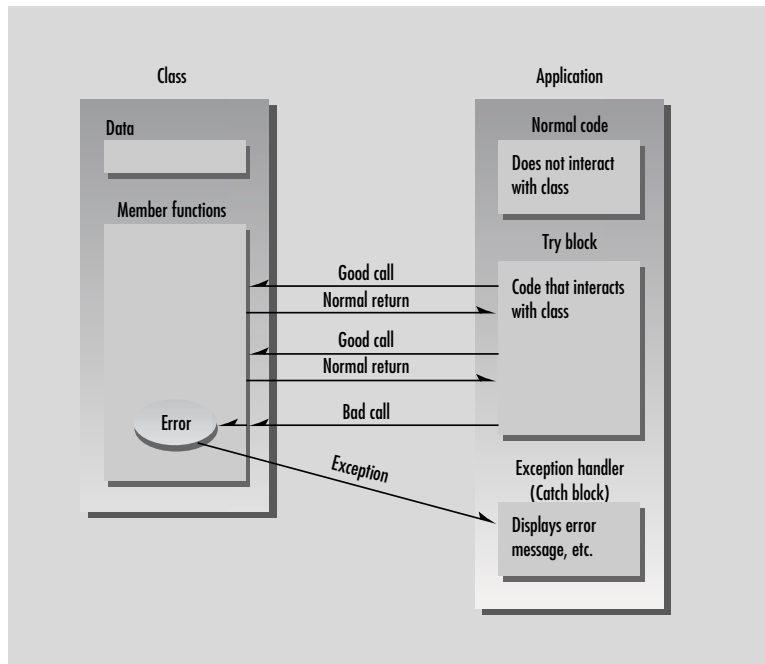 Class
Data
Member functions
Error
Good call
Normal return
Good call
Normal return
Bad call
Exception
Application
Normal code
Does not interact
with class
Try block
Code that interacts
with class
Exception handler
(Catch block)
Displays error
message, etc.